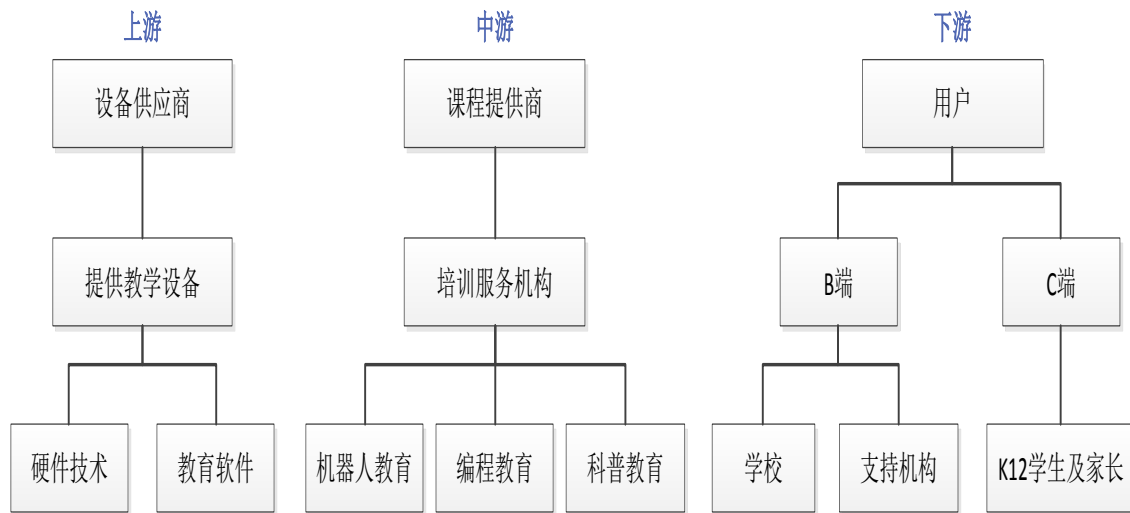 上游
中游
下游
设备供应商
课程提供商
用户
提供教学设备
培训服务机构
B端
C端
硬件技术
教育软件
机器人教育
编程教育
科普教育
学校
支持机构
K12学生及家长